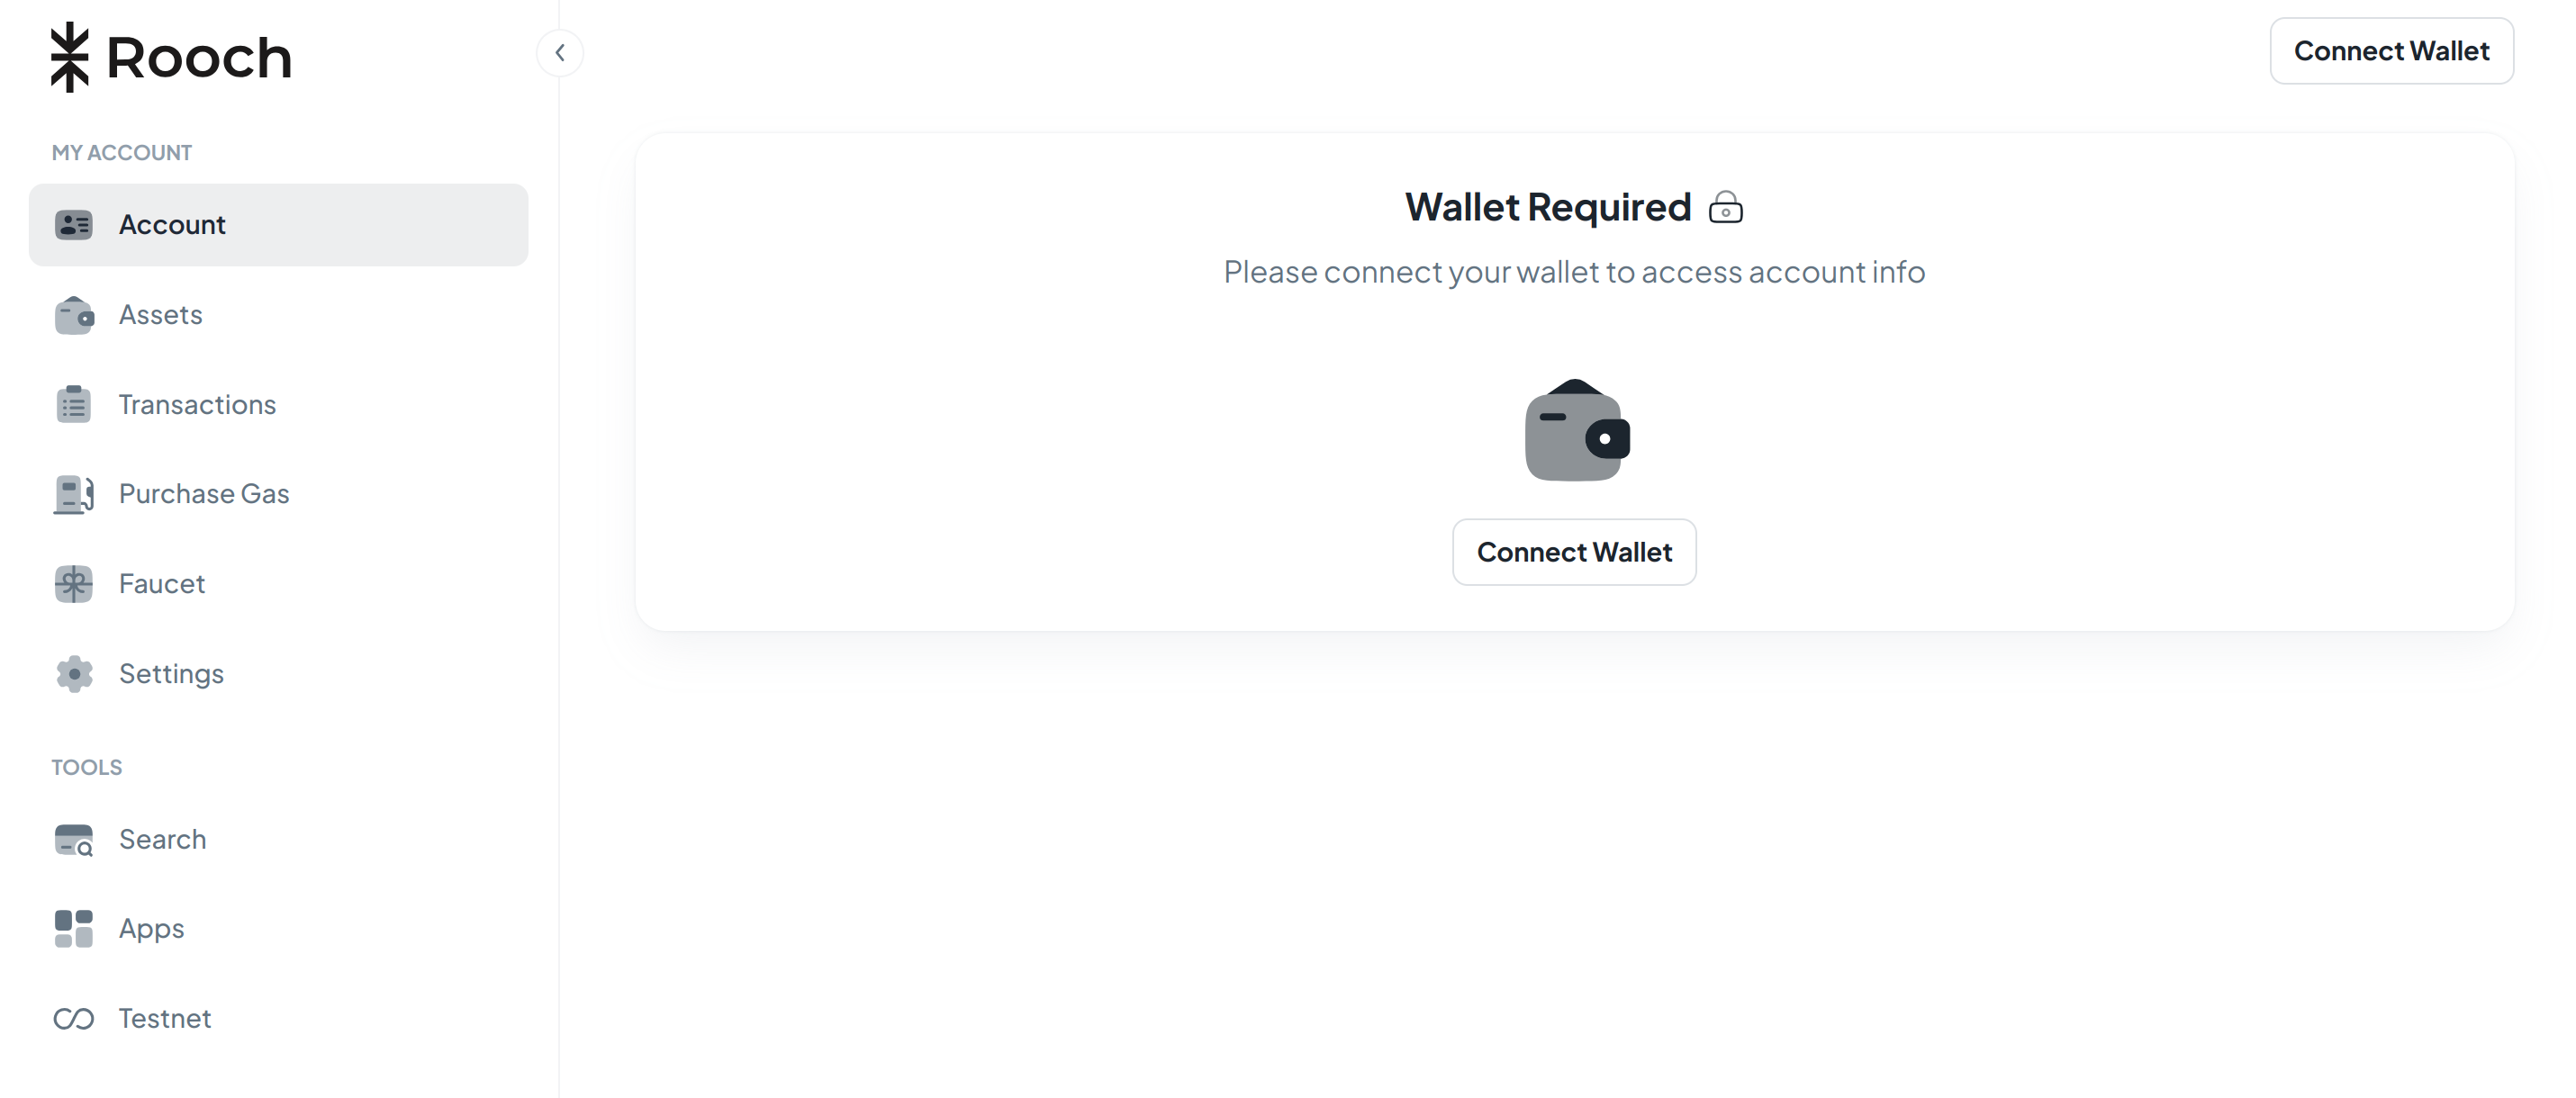 Rooch
MY ACCOUNT
Account
Assets
Transactions
Purchase Gas
Faucet
Settings
TOOLS
Search
Apps
Testnet
Connect Wallet
Wallet Required
Please connect your wallet to access account info
Connect Wallet